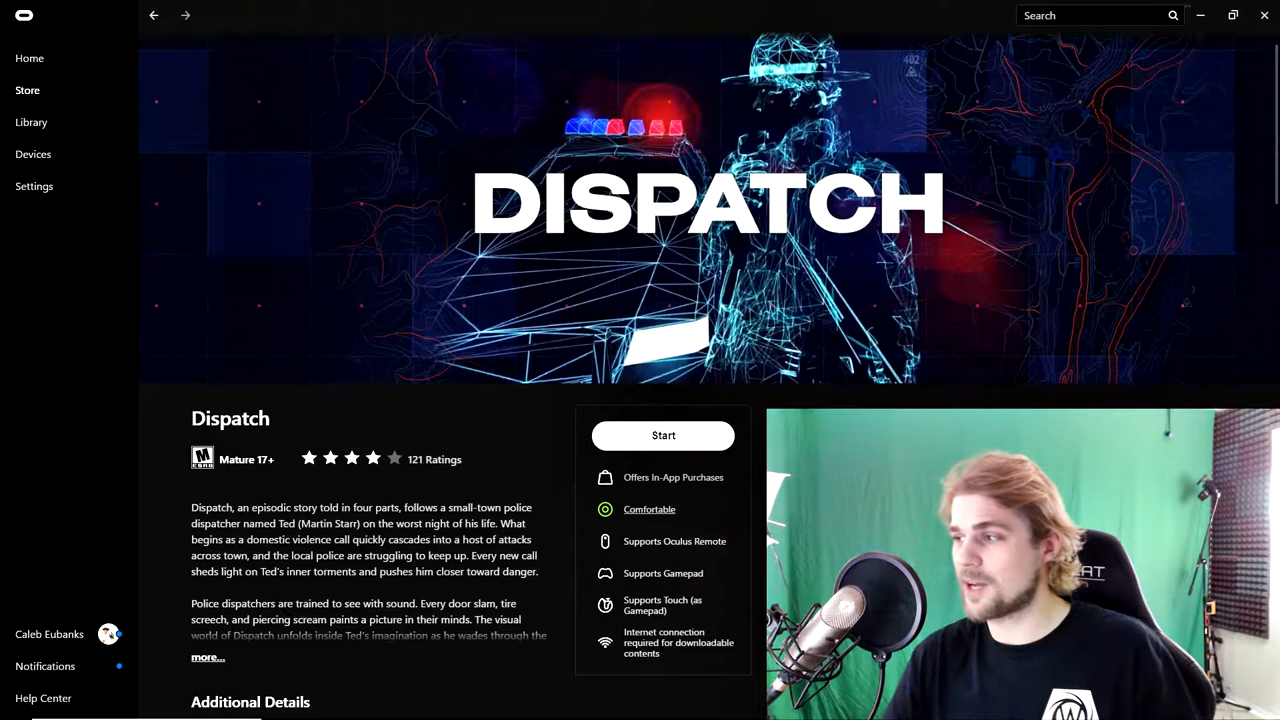 Search
Home
Store
Library
Devices
Settings
402
DISPATCH
Dispatch
M
ESRB
Mature 17+
121 Ratings
Dispatch, an episodic story told in four parts, follows a small-town police
dispatcher named Ted (Martin Starr) on the worst night of his life. What
begins as a domestic violence call quickly cascades into a host of attacks
across town, and the local police are struggling to keep up. Every new call
sheds light on Ted's inner torments and pushes him closer toward danger.
Police dispatchers are trained to see with sound. Every door slam, tire
screech, and piercing scream paints a picture in their minds. The visual
world of Dispatch unfolds inside Ted's imagination as he wades through the
more...
Additional Details
Start
Offers In-App Purchases
Comfortable
Supports Oculus Remote
Supports Gamepad
Supports Touch (as
Gamepad)
Internet connection
required for downloadable
contents
Caleb Eubanks
Notifications
Help Center